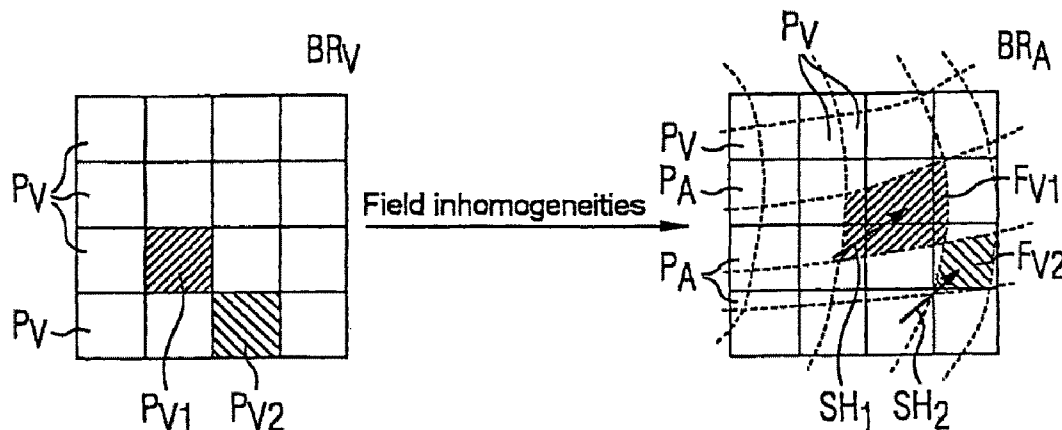 BRV
PV
PV
PV1
PV2
Field inhomogeneities
PV
BRA
PV
PA
PA
FV1
FV2
SH1
SH2